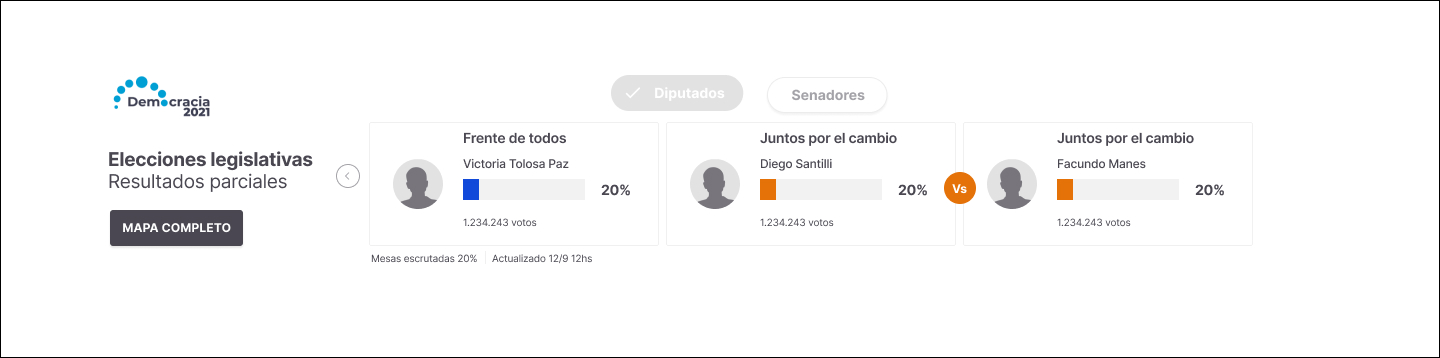 Democracia
2021
Elecciones legislativas
Resultados parciales
MAPA COMPLETO
Diputados
Senadores
Frente de todos
Victoria Tolosa Paz
20%
1.234.243 votos
Juntos por el cambio
Diego Santilli
20%
1.234.243 votos
Vs
Juntos por el cambio
Facundo Manes
20%
1.234.243 votos
Mesas escrutadas 20%
Actualizado 12/9 12hs